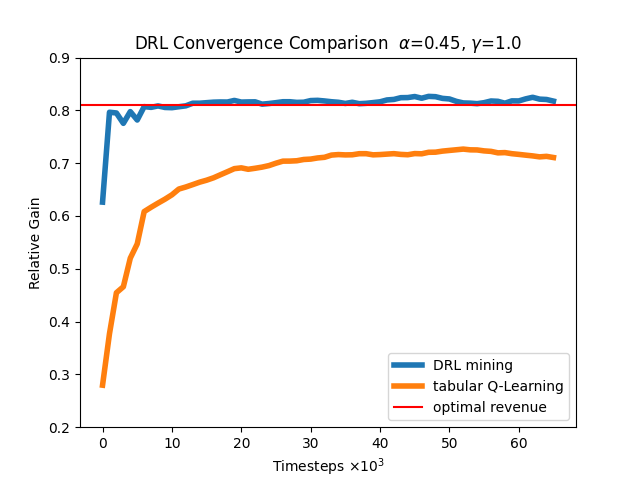 DRL Convergence Comparison α=0.45, γ=1.0
Relative Gain
0.9
0.8
0.7
0.6
0.5
0.4
0.3
0.2
DRL mining
tabular Q-Learning
optimal revenue
0 10 20 30 40 50 60
Timesteps ×10³